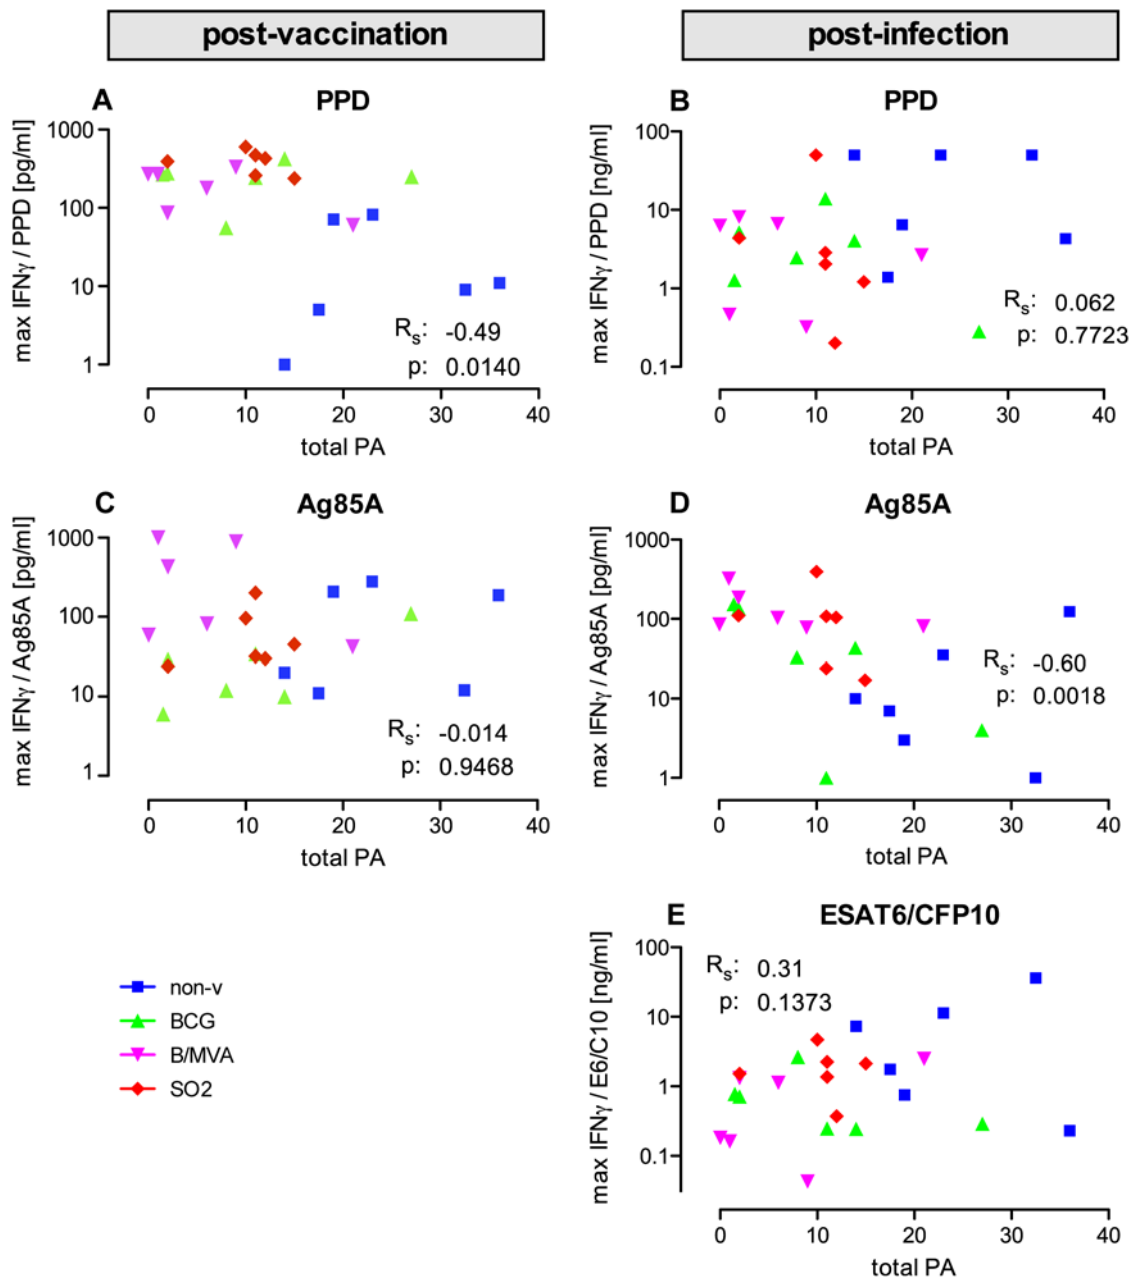 post-vaccination
post-infection
A
PPD
max IFNγ / PPD [pg/ml]
1000
100
10
1
Rs: -0.49
p: 0.0140
0 10 20 30 40
total PA
B
PPD
max IFNγ / PPD [ng/ml]
100
10
1
0.1
Rs: 0.062
p: 0.7723
0 10 20 30 40
total PA
C
Ag85A
max IFNγ / Ag85A [pg/ml]
1000
100
10
1
Rs: -0.014
p: 0.9468
0 10 20 30 40
total PA
D
Ag85A
max IFNγ / Ag85A [pg/ml]
1000
100
10
1
Rs: -0.60
p: 0.0018
0 10 20 30 40
total PA
non-v
BCG
B/MVA
SO2
E
ESAT6/CFP10
max IFNγ / E6/C10 [ng/ml]
100
10
1
0.1
Rs: 0.31
p: 0.1373
0 10 20 30 40
total PA